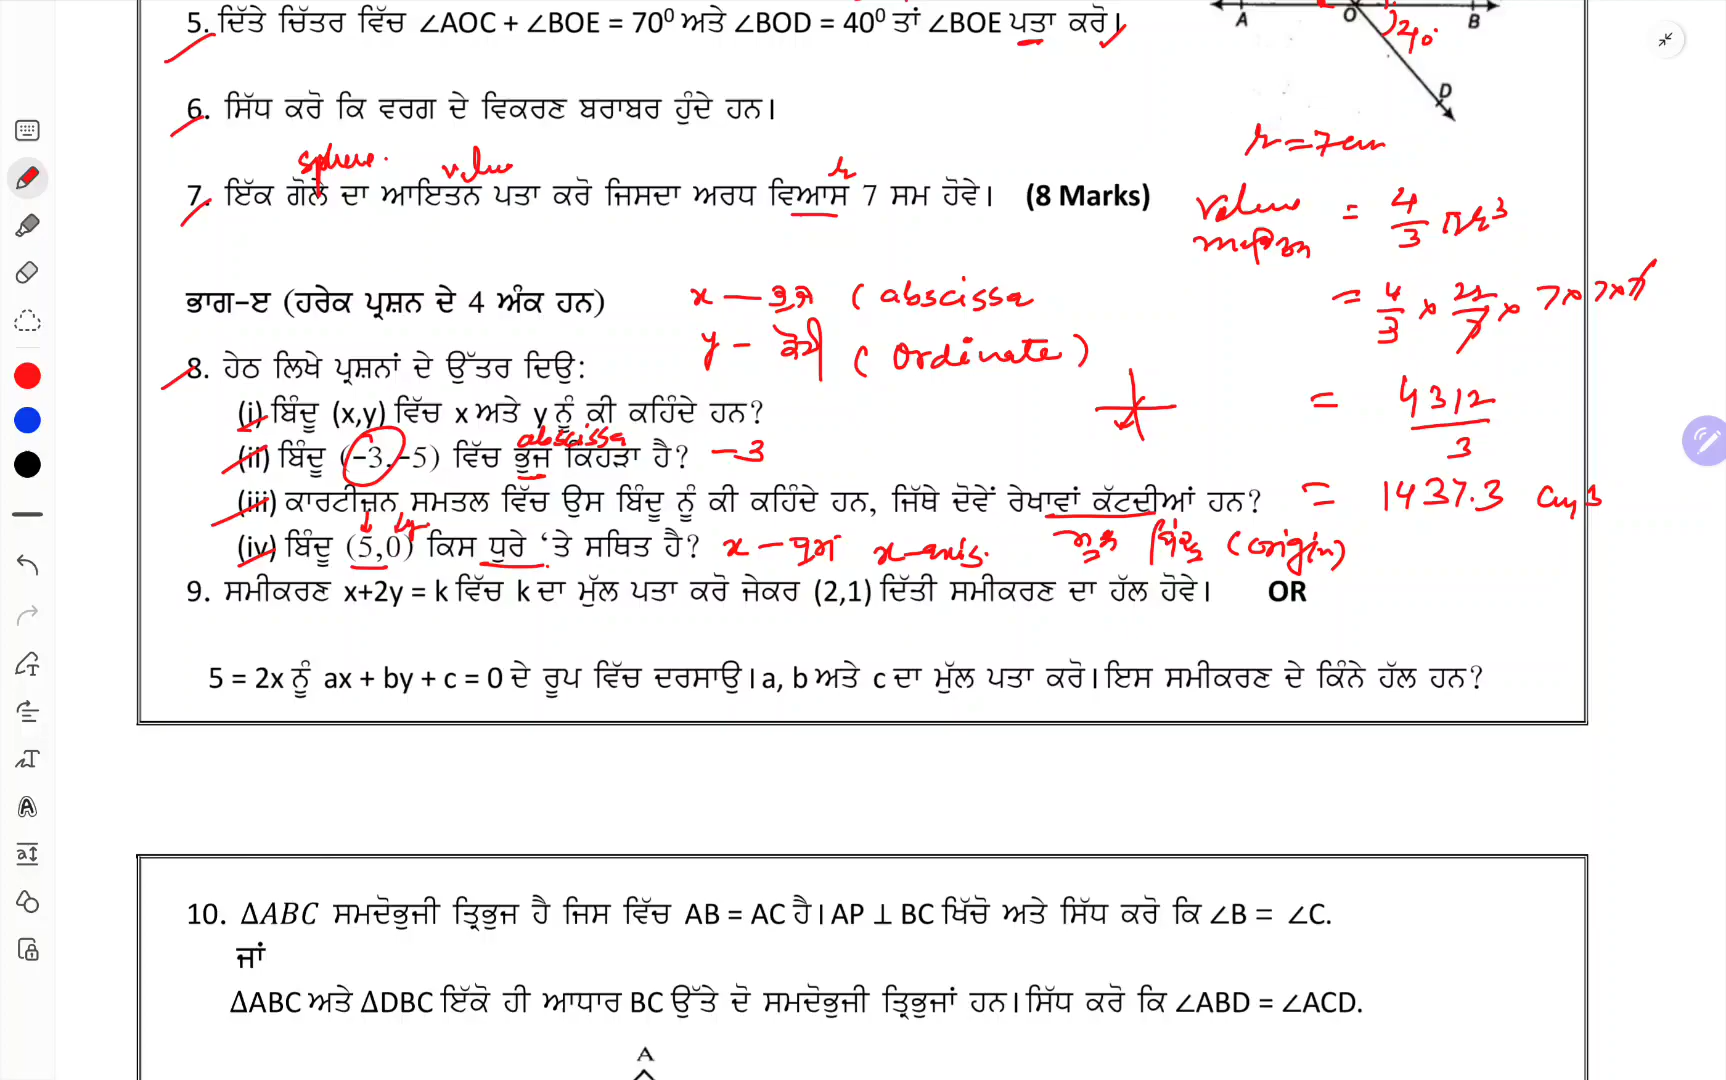 5. ਦਿੱਤੇ ਚਿੱਤਰ ਵਿੱਚ ∠AOC + ∠BOE = 70⁰ ਅਤੇ ∠BOD = 40⁰ ਤਾਂ ∠BOE ਪਤਾ ਕਰੋ।
A O B
40°
D
6. ਸਿੱਧ ਕਰੋ ਕਿ ਵਰਗ ਦੇ ਵਿਕਰਣ ਬਰਾਬਰ ਹੁੰਦੇ ਹਨ।
r = 7 cm
sphere. r
7. ਇੱਕ ਗੋਲੇ ਦਾ ਆਇਤਨ ਪਤਾ ਕਰੋ ਜਿਸਦਾ ਅਰਧ ਵਿਆਸ 7 ਸਮ ਹੋਵੇ। (8 Marks)
= 4/3 πr³
x — ਭੁਜ (abscissa
= 4/3 × 22/7 × 7×7×7
ਭਾਗ-ੲ (ਹਰੇਕ ਪ੍ਰਸ਼ਨ ਦੇ 4 ਅੰਕ ਹਨ)
y - ਕੋਟੀ (Ordinate)
8. ਹੇਠ ਲਿਖੇ ਪ੍ਰਸ਼ਨਾਂ ਦੇ ਉੱਤਰ ਦਿਉ:
= 4312/3
(i) ਬਿੰਦੂ (x,y) ਵਿੱਚ x ਅਤੇ y ਨੂੰ ਕੀ ਕਹਿੰਦੇ ਹਨ?
abscissa
(ii) ਬਿੰਦੂ (−3,−5) ਵਿੱਚ ਭੁਜ ਕਿਹੜਾ ਹੈ? -3
(iii) ਕਾਰਟੀਜ਼ਨ ਸਮਤਲ ਵਿੱਚ ਉਸ ਬਿੰਦੂ ਨੂੰ ਕੀ ਕਹਿੰਦੇ ਹਨ, ਜਿੱਥੇ ਦੋਵੇਂ ਰੇਖਾਵਾਂ ਕੱਟਦੀਆਂ ਹਨ? = 1437.3
(iv) ਬਿੰਦੂ (5,0) ਕਿਸ ਧੁਰੇ ‘ਤੇ ਸਥਿਤ ਹੈ? x - ਧੁਰਾ x-axis. ਮੂਲ ਬਿੰਦੂ (origin)
9. ਸਮੀਕਰਣ x+2y = k ਵਿੱਚ k ਦਾ ਮੁੱਲ ਪਤਾ ਕਰੋ ਜੇਕਰ (2,1) ਦਿੱਤੀ ਸਮੀਕਰਣ ਦਾ ਹੱਲ ਹੋਵੇ। OR
5 = 2x ਨੂੰ ax + by + c = 0 ਦੇ ਰੂਪ ਵਿੱਚ ਦਰਸਾਉ। a, b ਅਤੇ c ਦਾ ਮੁੱਲ ਪਤਾ ਕਰੋ। ਇਸ ਸਮੀਕਰਣ ਦੇ ਕਿੰਨੇ ਹੱਲ ਹਨ?
10. ΔABC ਸਮਦੋਭੁਜੀ ਤ੍ਰਿਭੁਜ ਹੈ ਜਿਸ ਵਿੱਚ AB = AC ਹੈ। AP ⊥ BC ਖਿੱਚੋ ਅਤੇ ਸਿੱਧ ਕਰੋ ਕਿ ∠B = ∠C.
ਜਾਂ
ΔABC ਅਤੇ ΔDBC ਇੱਕੋ ਹੀ ਆਧਾਰ BC ਉੱਤੇ ਦੋ ਸਮਦੋਭੁਜੀ ਤ੍ਰਿਭੁਜਾਂ ਹਨ। ਸਿੱਧ ਕਰੋ ਕਿ ∠ABD = ∠ACD.
A